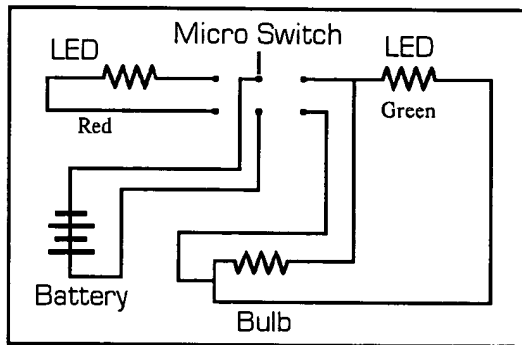 Micro Switch
LED
LED
Red
Green
Battery
Bulb